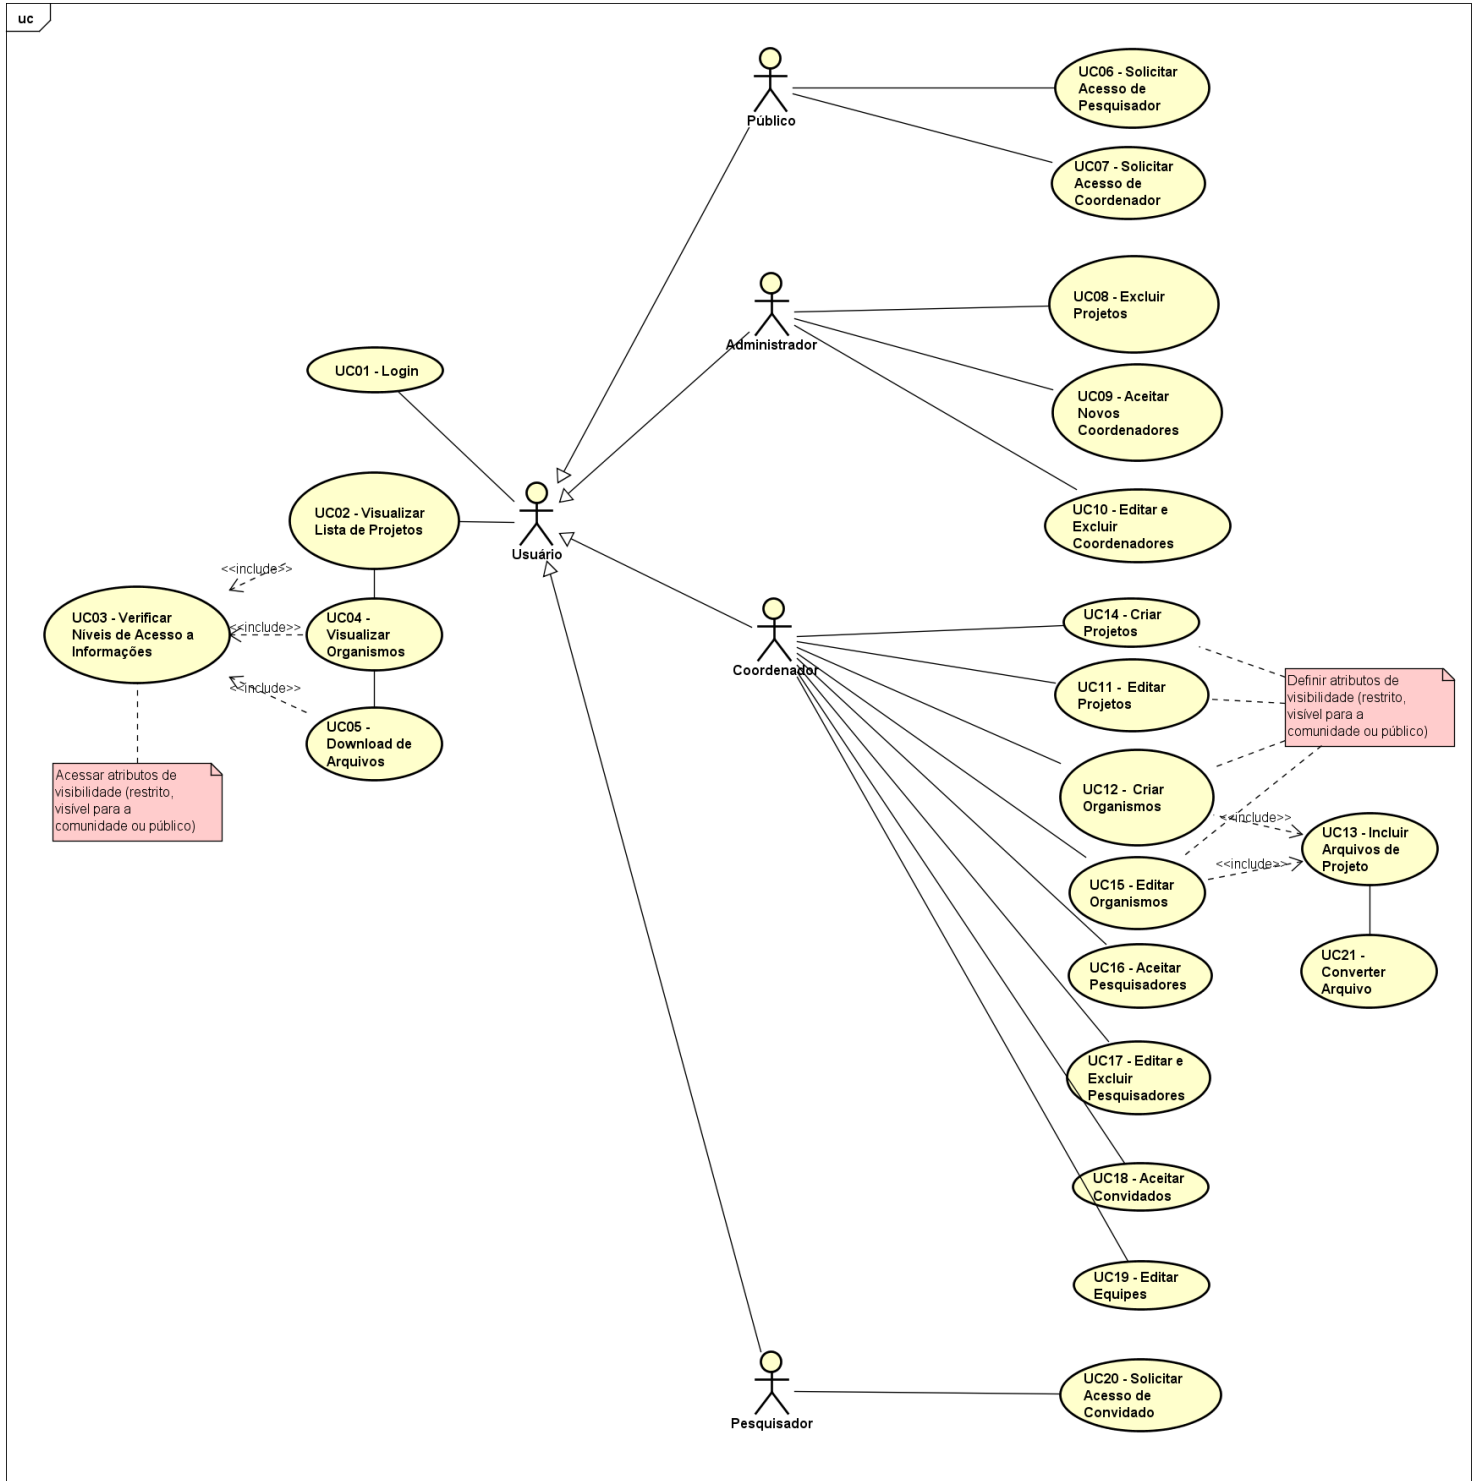 uc
UC06 - Solicitar
Acesso de
Pesquisador
Público
UC07 - Solicitar
Acesso de
Coordenador
UC08 - Excluir
Projetos
Administrador
UC01 - Login
UC09 - Aceitar
Novos
Coordenadores
UC02 - Visualizar
Lista de Projetos
Usuário
UC10 - Editar e
Excluir
Coordenadores
<<include>>
UC03 - Verificar
Níveis de Acesso a
Informações
<<include>>
UC04 -
Visualizar
Organismos
<<include>>
UC05 -
Download de
Arquivos
Acessar atributos de
visibilidade (restrito,
visível para a
comunidade ou público)
Coordenador
UC14 - Criar
Projetos
UC11 - Editar
Projetos
Definir atributos de
visibilidade (restrito,
visível para a
comunidade ou público)
UC12 - Criar
Organismos
<<include>>
UC13 - Incluir
Arquivos de
Projeto
<<include>>
UC15 - Editar
Organismos
UC16 - Aceitar
Pesquisadores
UC21 -
Converter
Arquivo
UC17 - Editar e
Excluir
Pesquisadores
UC18 - Aceitar
Convidados
UC19 - Editar
Equipes
Pesquisador
UC20 - Solicitar
Acesso de
Convidado